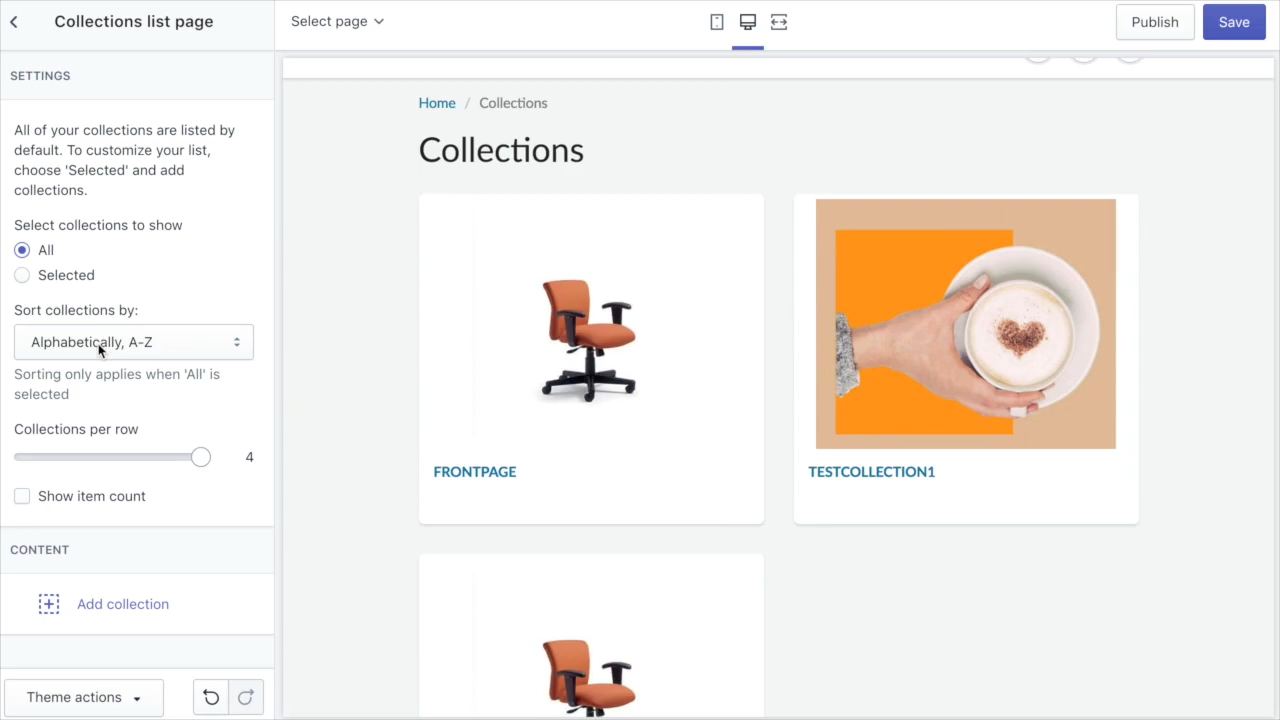 Collections list page
Select page
Publish
Save
SETTINGS
All of your collections are listed by
default. To customize your list,
choose 'Selected' and add
collections.
Select collections to show
All
Selected
Sort collections by:
Alphabetically, A-Z
Sorting only applies when 'All' is
selected
Collections per row
4
Show item count
CONTENT
Add collection
Theme actions
Home / Collections
Collections
FRONTPAGE
TESTCOLLECTION1